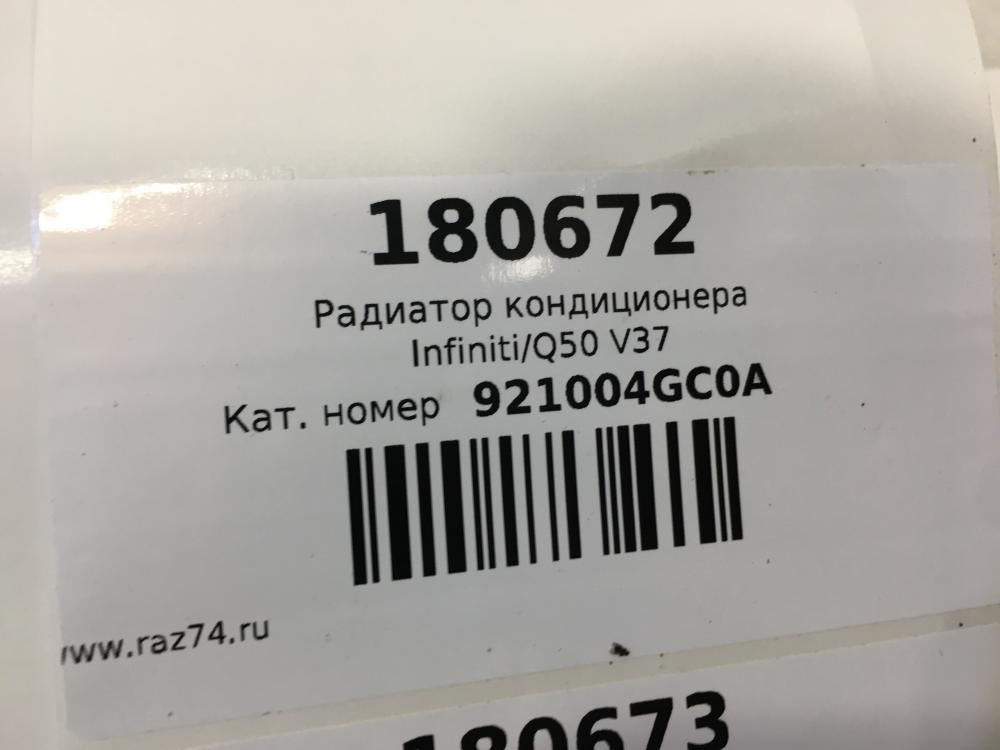 180672
Радиатор кондиционера
Infiniti/Q50 V37
Кат. номер 921004GC0A
www.raz74.ru
180673